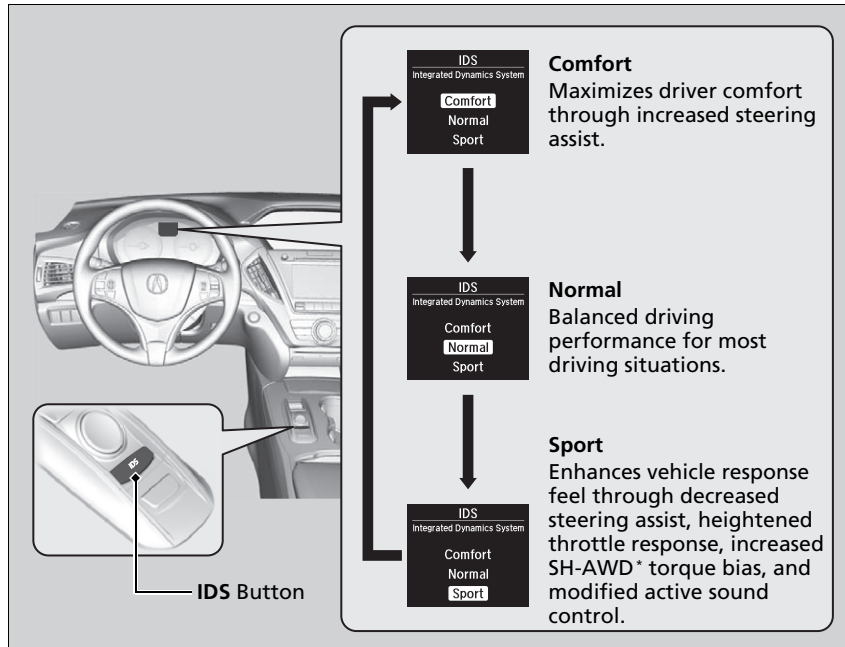 IDS
Integrated Dynamics System
Comfort
Normal
Sport
Comfort
Maximizes driver comfort
through increased steering
assist.
IDS
Integrated Dynamics System
Comfort
Normal
Sport
Normal
Balanced driving
performance for most
driving situations.
IDS
Integrated Dynamics System
Comfort
Normal
Sport
Sport
Enhances vehicle response
feel through decreased
steering assist, heightened
throttle response, increased
SH-AWD* torque bias, and
modified active sound
control.
IDS
IDS Button